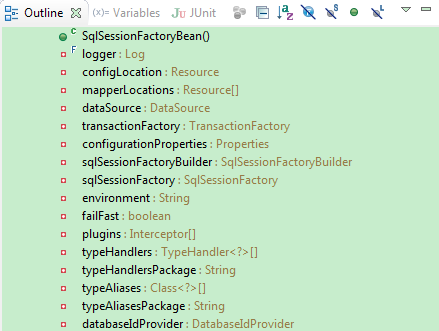 Outline Variables JUnit
C SqlSessionFactoryBean()
F logger : Log
configLocation : Resource
mapperLocations : Resource[]
dataSource : DataSource
transactionFactory : TransactionFactory
configurationProperties : Properties
sqlSessionFactoryBuilder : SqlSessionFactoryBuilder
sqlSessionFactory : SqlSessionFactory
environment : String
failFast : boolean
plugins : Interceptor[]
typeHandlers : TypeHandler<?>[]
typeHandlersPackage : String
typeAliases : Class<?>[]
typeAliasesPackage : String
databaseIdProvider : DatabaseIdProvider